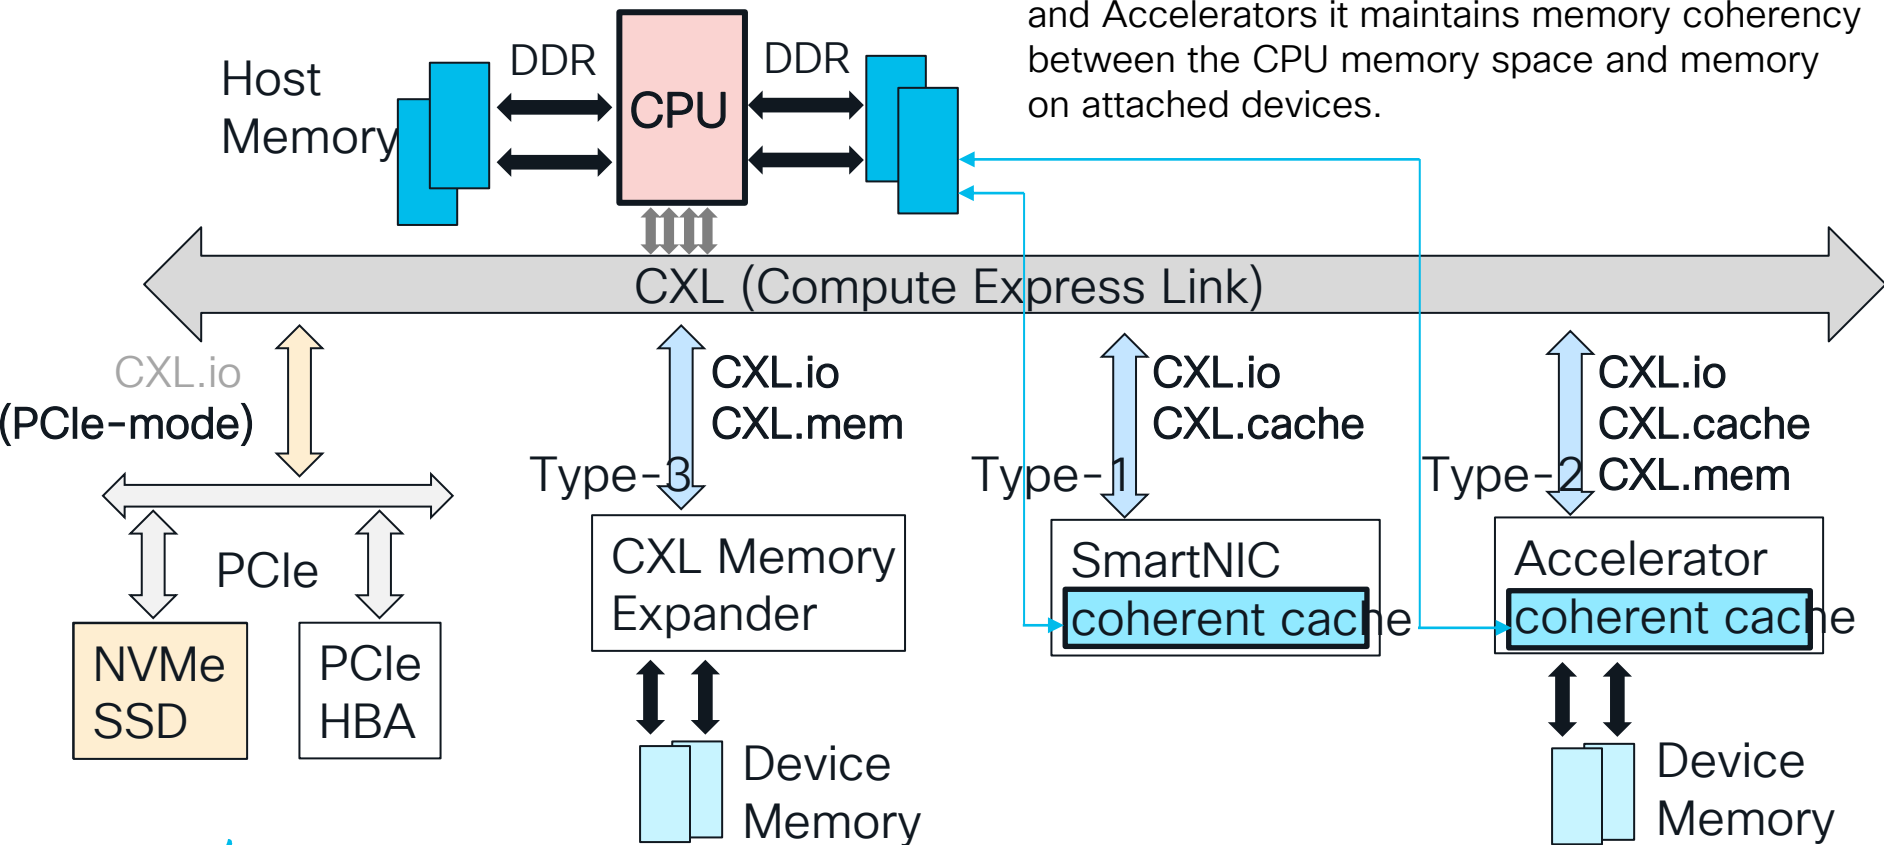 and Accelerators it maintains memory coherency
between the CPU memory space and memory
on attached devices.
Host
Memory
DDR
CPU
DDR
CXL (Compute Express Link)
CXL.io
(PCIe-mode)
CXL.io
CXL.mem
Type-3
CXL.io
CXL.cache
Type-1
CXL.io
CXL.cache
CXL.mem
Type-2
PCIe
NVMe
SSD
PCIe
HBA
CXL Memory
Expander
Device
Memory
SmartNIC
coherent cache
Accelerator
coherent cache
Device
Memory